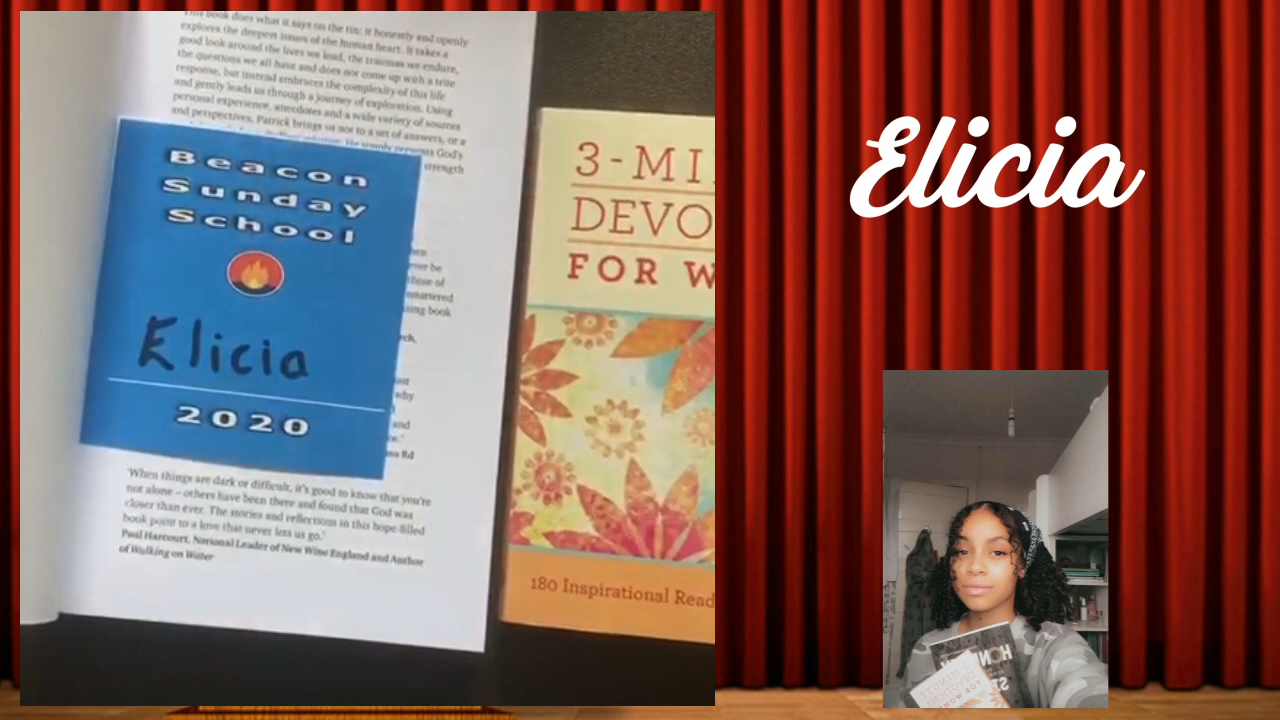 This book does what it says on the tin: it honestly and openly
explores the deepest issues of the human heart. It takes a
good look around the lives we lead, the traumas we endure,
the questions we all have and does not come up with a trite
response, but instead embraces the complexity of this life
and gently leads us through a journey of exploration. Using
personal experience, anecdotes and a wide variety of sources
and perspectives, Patrick brings us not to a set of answers, or a
He simply presents God's
strength
Beacon
Sunday
School
Elicia
2020
those of
book
'When things are dark or difficult, it's good to know that you're
not alone – others have been there and found that God was
closer than ever. The stories and reflections in this hope-filled
book point to a love that never lets us go.'
Paul Harcourt, National Leader of New Wine England and Author
of Walking on Water
3-MI
DEVO
FOR W
180 Inspirational Read
Elicia